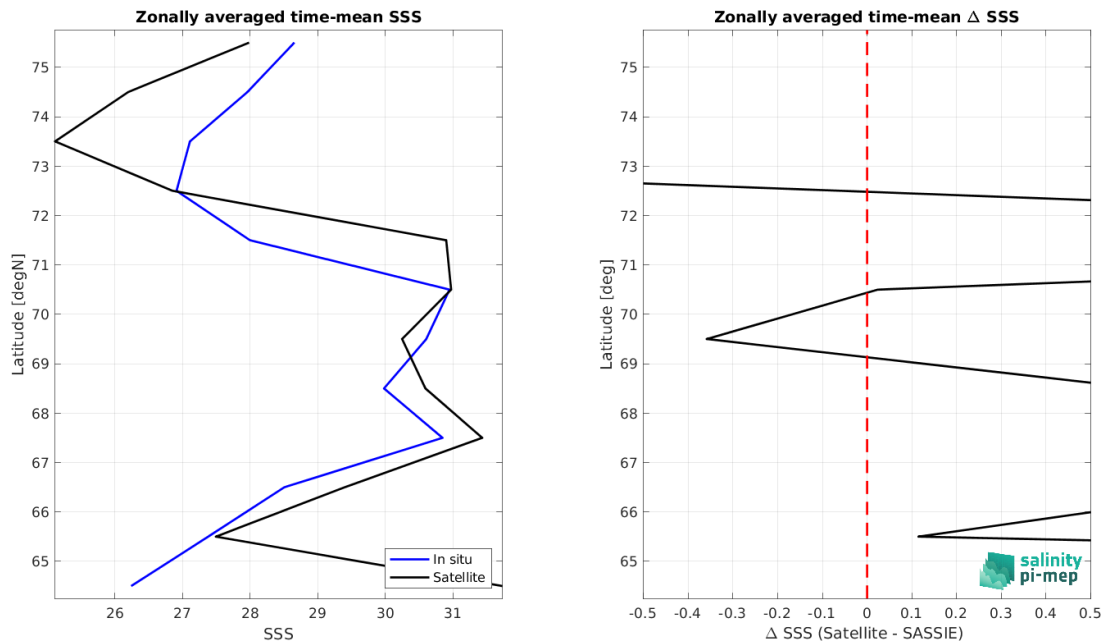 Zonally averaged time-mean SSS
Latitude [degN]
75
74
73
72
71
70
69
68
67
66
65
26 27 28 29 30 31
SSS
In situ
Satellite
Zonally averaged time-mean Δ SSS
Latitude [deg]
75
74
73
72
71
70
69
68
67
66
65
-0.5 -0.4 -0.3 -0.2 -0.1 0 0.1 0.2 0.3 0.4 0.5
Δ SSS (Satellite - SASSIE)
salinity
pi-mep